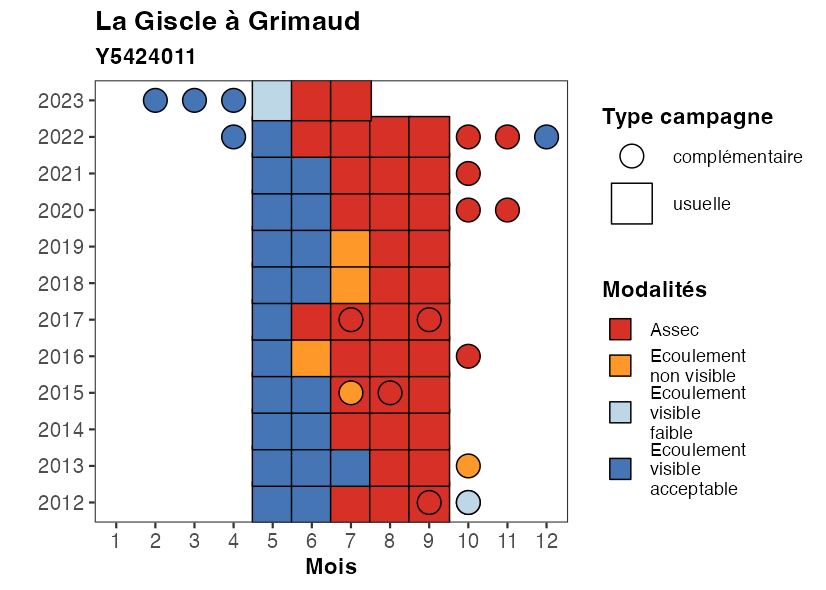 La Giscle à Grimaud
Y5424011
2023
2022
2021
2020
2019
2018
2017
2016
2015
2014
2013
2012
1 2 3 4 5 6 7 8 9 10 11 12
Mois
Type campagne
complémentaire
usuelle
Modalités
Assec
Ecoulement
non visible
Ecoulement
visible
faible
Ecoulement
visible
acceptable